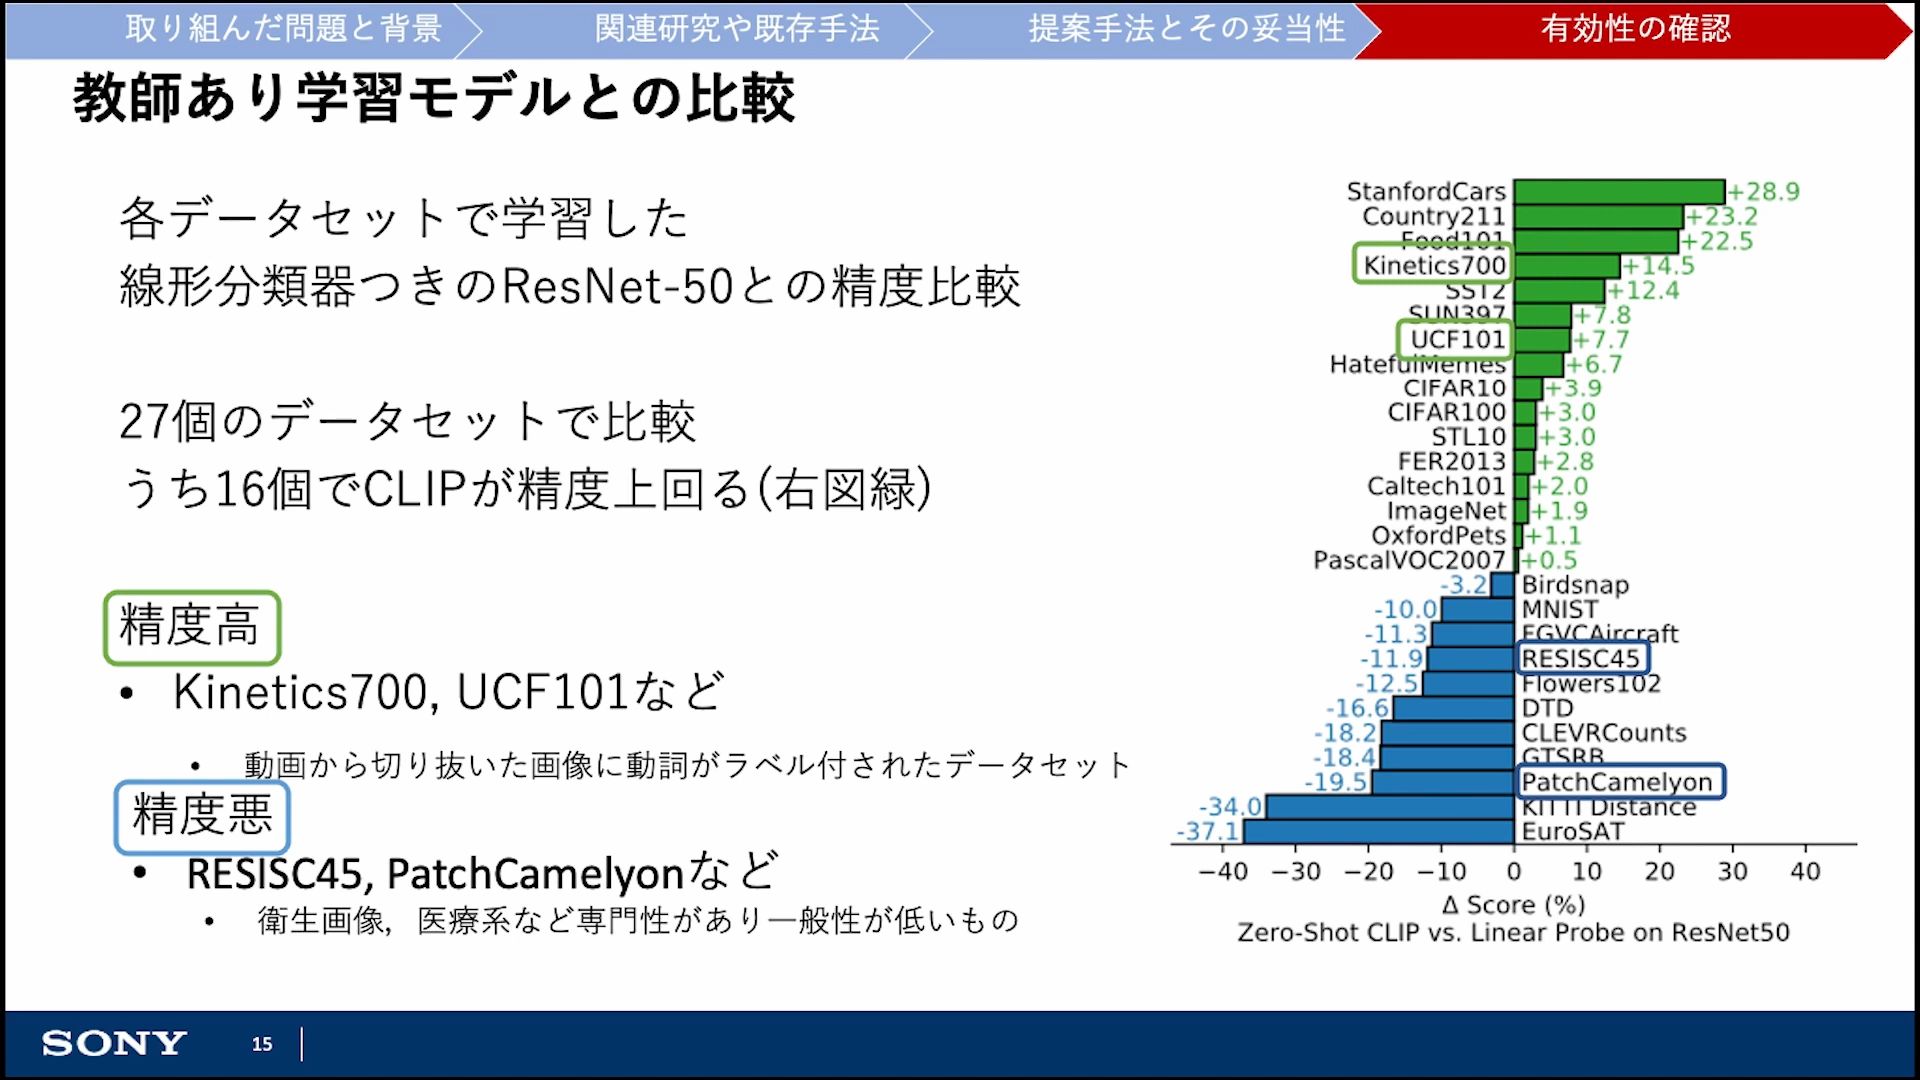 取り組んだ問題と背景
関連研究や既存手法
提案手法とその妥当性
有効性の確認
教師あり学習モデルとの比較
各データセットで学習した
線形分類器つきのResNet-50との精度比較
27個のデータセットで比較
うち16個でCLIPが精度上回る(右図緑)
精度高
• Kinetics700, UCF101など
• 動画から切り抜いた画像に動詞がラベル付されたデータセット
精度悪
• RESISC45, PatchCamelyonなど
• 衛生画像，医療系など専門性があり一般性が低いもの
StanfordCars +28.9
Country211 +23.2
Food101 +22.5
Kinetics700 +14.5
SST2 +12.4
SUN397 +7.8
UCF101 +7.7
HatefulMemes +6.7
CIFAR10 +3.9
CIFAR100 +3.0
STL10 +3.0
FER2013 +2.8
Caltech101 +2.0
ImageNet +1.9
OxfordPets +1.1
PascalVOC2007 +0.5
-3.2 Birdsnap
-10.0 MNIST
-11.3 FGVCAircraft
-11.9 RESISC45
-12.5 Flowers102
-16.6 DTD
-18.2 CLEVRCounts
-18.4 GTSRB
-19.5 PatchCamelyon
-34.0 KITTI Distance
-37.1 EuroSAT
−40 −30 −20 −10 0 10 20 30 40
Δ Score (%)
Zero-Shot CLIP vs. Linear Probe on ResNet50
SONY 15